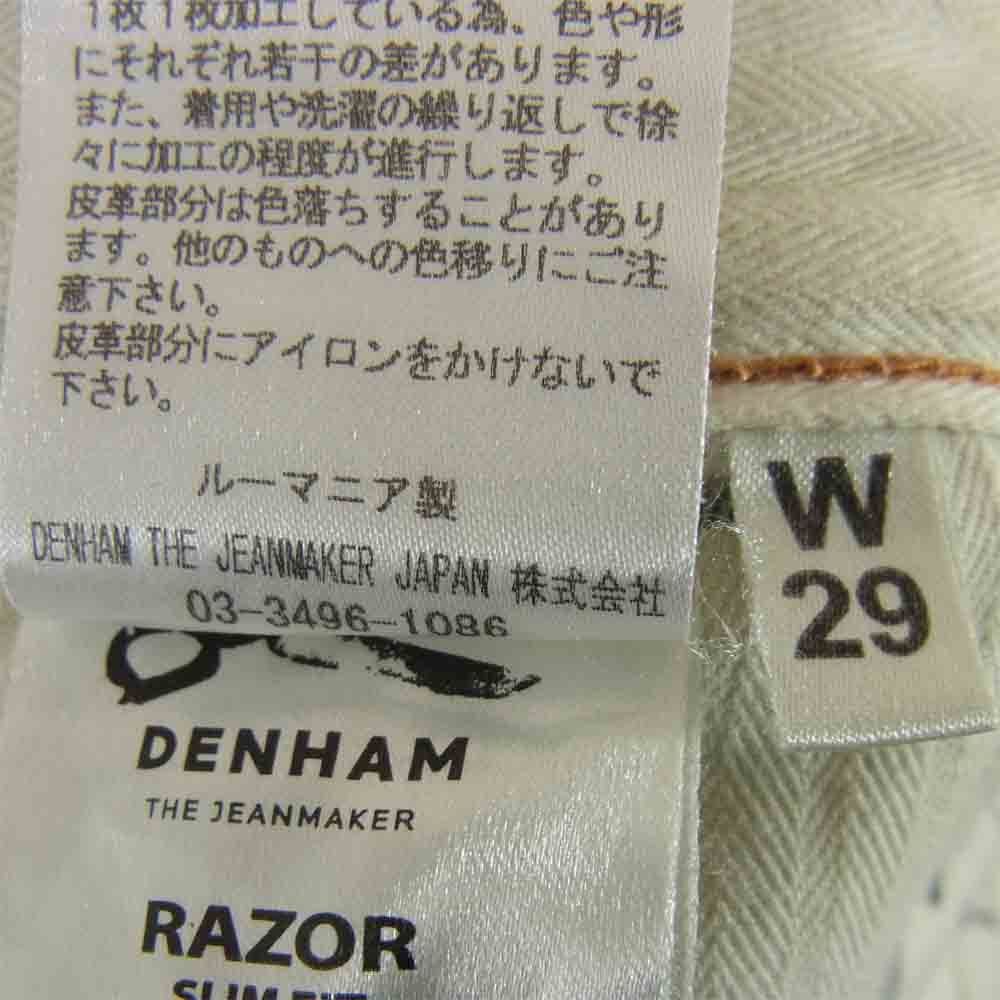 1枚1枚加工している為、色や形
にそれぞれ若干の差があります。
また、着用や洗濯の繰り返しで徐
々に加工の程度が進行します。
皮革部分は色落ちすることがあり
ます。他のものへの色移りにご注
意下さい。
皮革部分にアイロンをかけないで
下さい。
ルーマニア製
DENHAM THE JEANMAKER JAPAN 株式会社
03-3496-1086
W
29
DENHAM
THE JEANMAKER
RAZOR
SLIM FIT